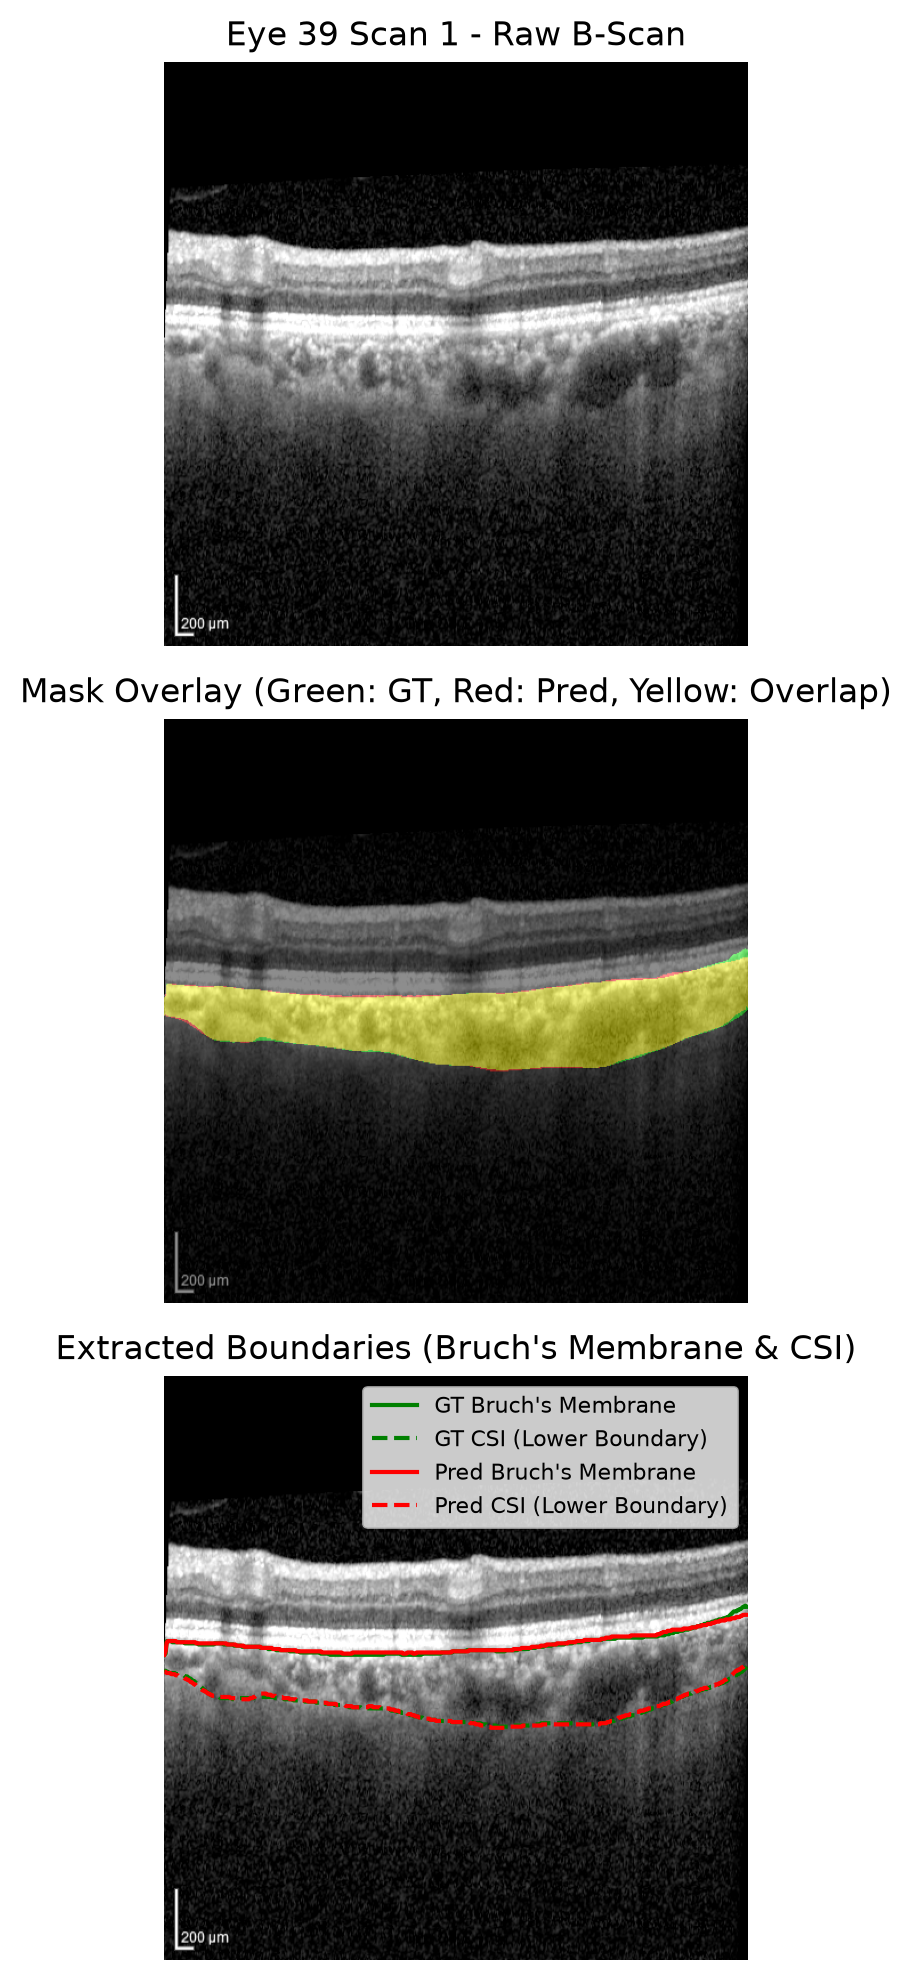 Eye 39 Scan 1 - Raw B-Scan
200 µm
Mask Overlay (Green: GT, Red: Pred, Yellow: Overlap)
200 µm
Extracted Boundaries (Bruch's Membrane & CSI)
GT Bruch's Membrane
GT CSI (Lower Boundary)
Pred Bruch's Membrane
Pred CSI (Lower Boundary)
200 µm